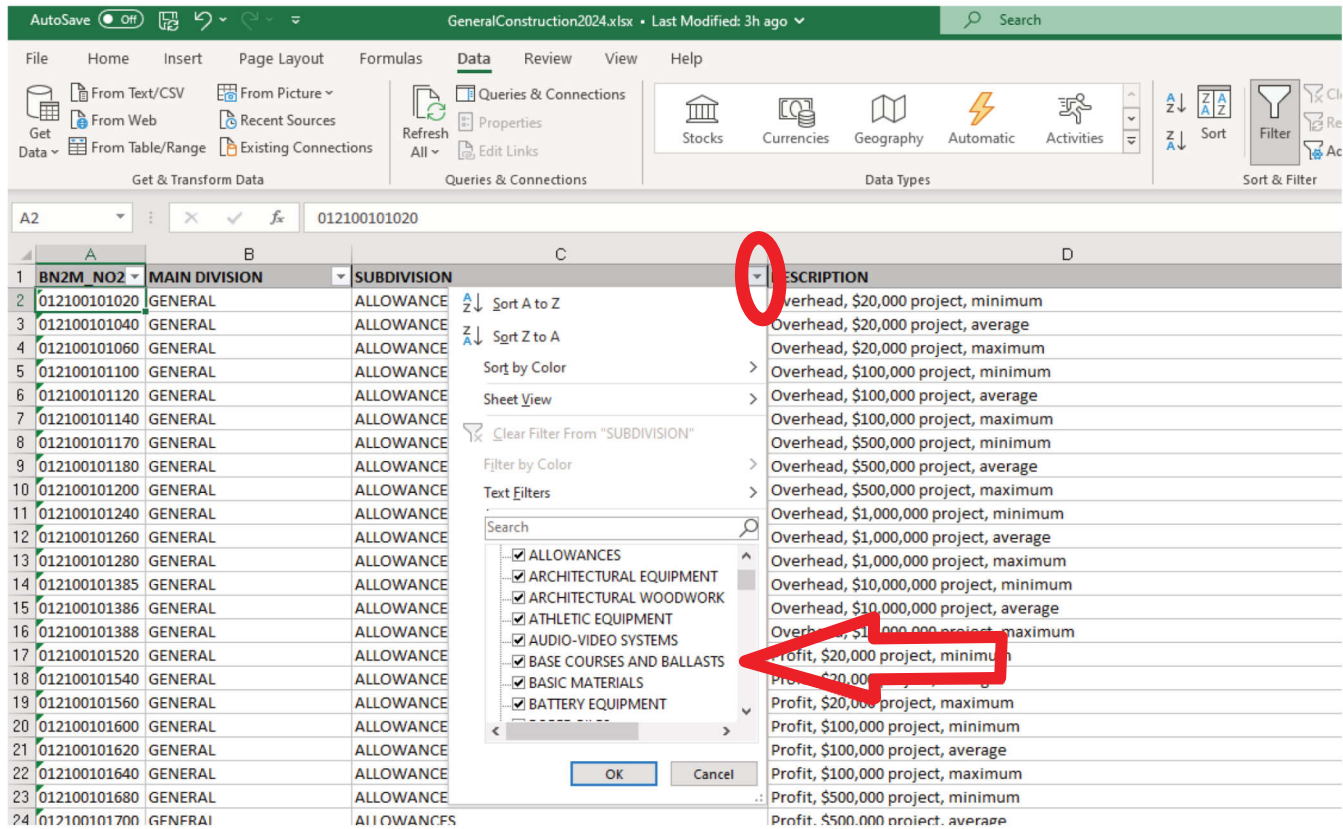 AutoSave Off GeneralConstruction2024.xlsx • Last Modified: 3h ago Search
File Home Insert Page Layout Formulas Data Review View Help
From Text/CSV From Picture Queries & Connections
From Web Recent Sources Properties
Get Data From Table/Range Existing Connections Refresh All Edit Links Stocks Currencies Geography Automatic Activities Sort Filter
Get & Transform Data Queries & Connections Data Types Sort & Filter
A2 fx 012100101020
A B C D
1 BN2M_NO2 MAIN DIVISION SUBDIVISION DESCRIPTION
2 012100101020 GENERAL ALLOWANCE Sort A to Z Overhead, $20,000 project, minimum
3 012100101040 GENERAL ALLOWANCE Overhead, $20,000 project, average
4 012100101060 GENERAL ALLOWANCE Sort Z to A Overhead, $20,000 project, maximum
5 012100101100 GENERAL ALLOWANCE Sort by Color Overhead, $100,000 project, minimum
6 012100101120 GENERAL ALLOWANCE Sheet View Overhead, $100,000 project, average
7 012100101140 GENERAL ALLOWANCE Overhead, $100,000 project, maximum
8 012100101170 GENERAL ALLOWANCE Clear Filter From "SUBDIVISION" Overhead, $500,000 project, minimum
9 012100101180 GENERAL ALLOWANCE Filter by Color Overhead, $500,000 project, average
10 012100101200 GENERAL ALLOWANCE Text Filters Overhead, $500,000 project, maximum
11 012100101240 GENERAL ALLOWANCE Overhead, $1,000,000 project, minimum
12 012100101260 GENERAL ALLOWANCE Search Overhead, $1,000,000 project, average
13 012100101280 GENERAL ALLOWANCE ALLOWANCES Overhead, $1,000,000 project, maximum
14 012100101385 GENERAL ALLOWANCE ARCHITECTURAL EQUIPMENT Overhead, $10,000,000 project, minimum
15 012100101386 GENERAL ALLOWANCE ARCHITECTURAL WOODWORK Overhead, $10,000,000 project, average
16 012100101388 GENERAL ALLOWANCE ATHLETIC EQUIPMENT project, maximum
AUDIO-VIDEO SYSTEMS
17 012100101520 GENERAL ALLOWANCE BASE COURSES AND BALLASTS Profit, $20,000 project, minimum
18 012100101540 GENERAL ALLOWANCE BASIC MATERIALS
19 012100101560 GENERAL ALLOWANCE BATTERY EQUIPMENT Profit, $20,000 project, maximum
20 012100101600 GENERAL ALLOWANCE Profit, $100,000 project, minimum
21 012100101620 GENERAL ALLOWANCE Profit, $100,000 project, average
22 012100101640 GENERAL ALLOWANCE OK Cancel Profit, $100,000 project, maximum
23 012100101680 GENERAL ALLOWANCE Profit, $500,000 project, minimum
24 012100101700 GENERAL ALLOWANCES Profit, $500,000 project, average